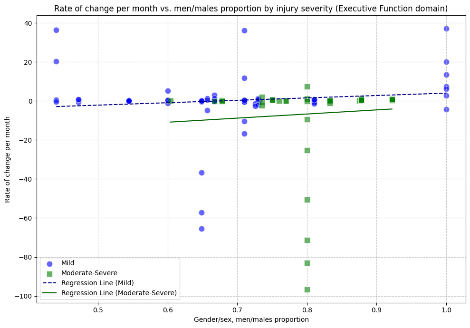 Rate of change per month vs. men/males proportion by injury severity (Executive Function domain)
Rate of change per month
40
20
0
−20
−40
−60
−80
−100
Mild
Moderate-Severe
Regression Line (Mild)
Regression Line (Moderate-Severe)
0.5
0.6
0.7
0.8
0.9
1.0
Gender/sex, men/males proportion